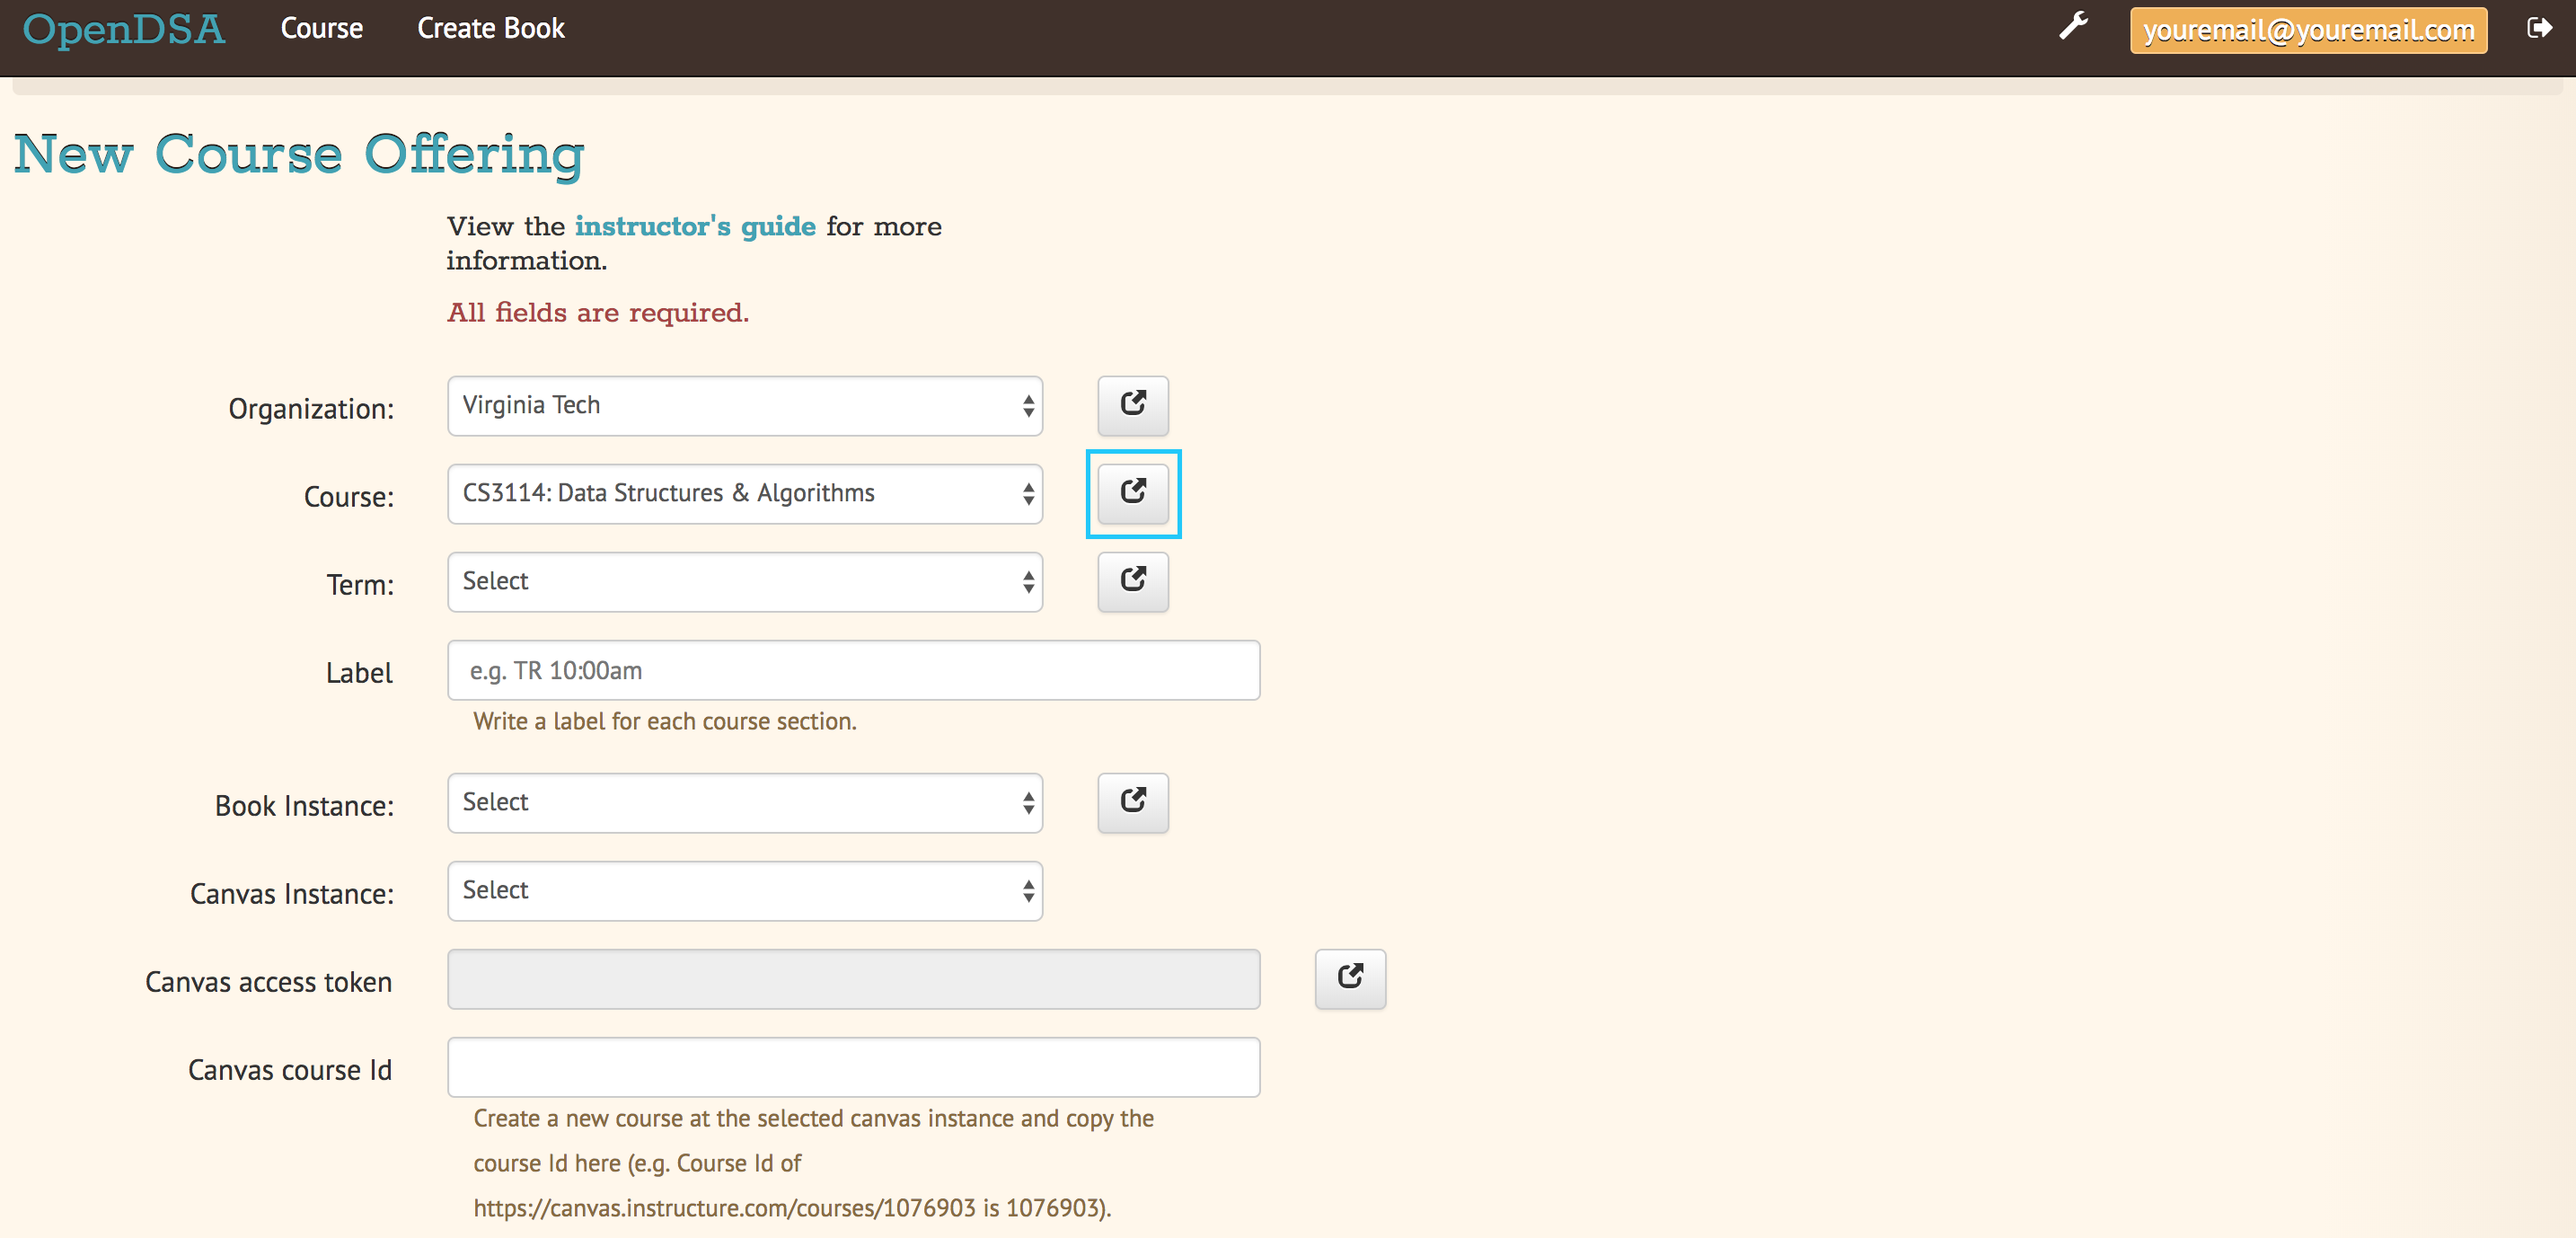 OpenDSA Course Create Book youremail@youremail.com
New Course Offering
View the instructor's guide for more
information.
All fields are required.
Organization: Virginia Tech
Course: CS3114: Data Structures & Algorithms
Term: Select
Label e.g. TR 10:00am
Write a label for each course section.
Book Instance: Select
Canvas Instance: Select
Canvas access token
Canvas course Id
Create a new course at the selected canvas instance and copy the
course Id here (e.g. Course Id of
https://canvas.instructure.com/courses/1076903 is 1076903).